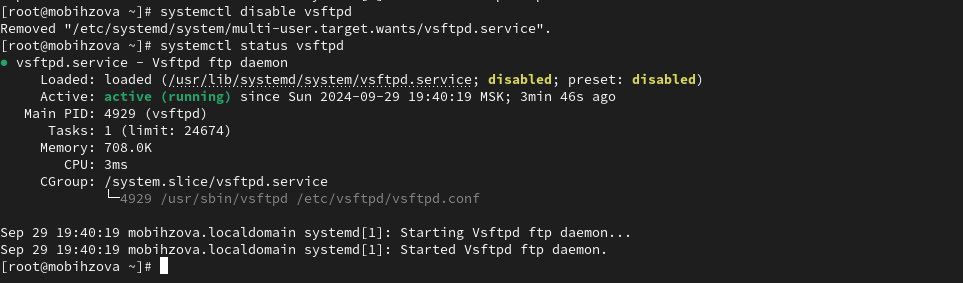 [root@mobihzova ~]# systemctl disable vsftpd
Removed "/etc/systemd/system/multi-user.target.wants/vsftpd.service".
[root@mobihzova ~]# systemctl status vsftpd
● vsftpd.service - Vsftpd ftp daemon
     Loaded: loaded (/usr/lib/systemd/system/vsftpd.service; disabled; preset: disabled)
     Active: active (running) since Sun 2024-09-29 19:40:19 MSK; 3min 46s ago
   Main PID: 4929 (vsftpd)
      Tasks: 1 (limit: 24674)
     Memory: 708.0K
        CPU: 3ms
     CGroup: /system.slice/vsftpd.service
             └─4929 /usr/sbin/vsftpd /etc/vsftpd/vsftpd.conf

Sep 29 19:40:19 mobihzova.localdomain systemd[1]: Starting Vsftpd ftp daemon...
Sep 29 19:40:19 mobihzova.localdomain systemd[1]: Started Vsftpd ftp daemon.
[root@mobihzova ~]#